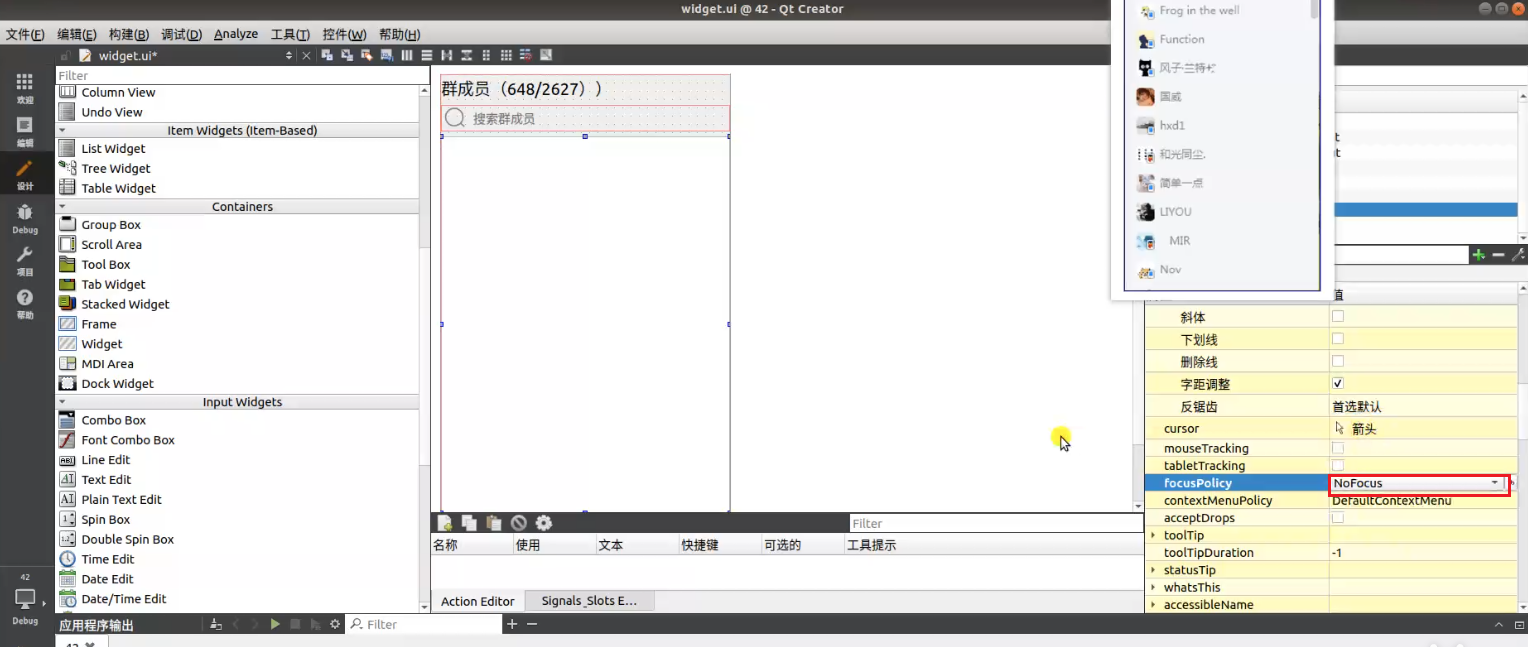 widget.ui @ 42 - Qt Creator
文件(F) 编辑(E) 构建(B) 调试(D) Analyze 工具(T) 控件(W) 帮助(H)
widget.ui*
欢迎
编辑
设计
Debug
项目
帮助
42
Debug
Filter
Column View
Undo View
Item Widgets (Item-Based)
List Widget
Tree Widget
Table Widget
Containers
Group Box
Scroll Area
Tool Box
Tab Widget
Stacked Widget
Frame
Widget
MDI Area
Dock Widget
Input Widgets
Combo Box
Font Combo Box
Line Edit
Text Edit
Plain Text Edit
Spin Box
Double Spin Box
Time Edit
Date Edit
Date/Time Edit
群成员（648/2627））
搜索群成员
Frog in the well
Function
风子·兰特
国威
hxd1
和光同尘.
简单一点
LIYOU
MIR
Nov
值
斜体
下划线
删除线
字距调整
反锯齿 首选默认
cursor 箭头
mouseTracking
tabletTracking
focusPolicy NoFocus
contextMenuPolicy DefaultContextMenu
acceptDrops
toolTip
toolTipDuration -1
statusTip
whatsThis
accessibleName
Filter
名称 使用 文本 快捷键 可选的 工具提示
Action Editor Signals_Slots E...
应用程序输出 Filter